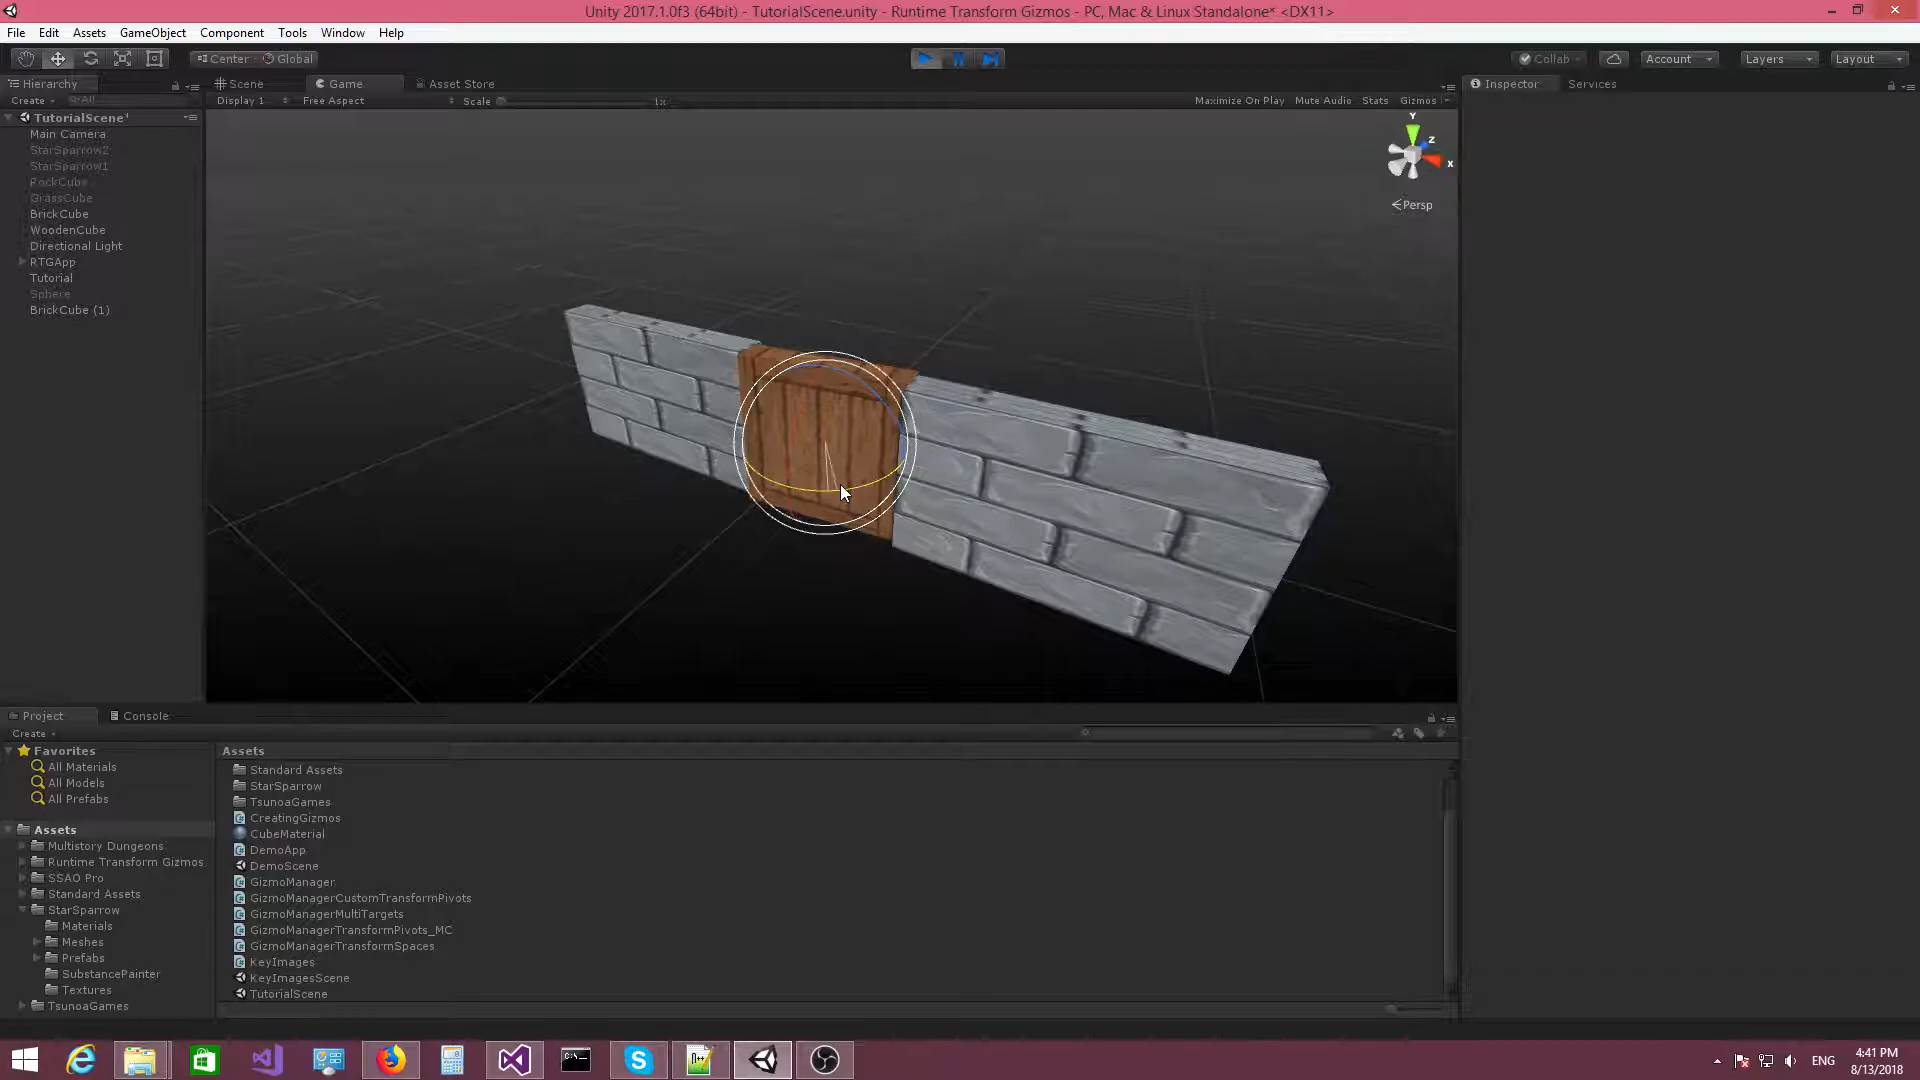 Unity 2017.1.0f3 (64bit) - TutorialScene.unity - Runtime Transform Gizmos - PC, Mac & Linux Standalone* <DX11>
File Edit Assets GameObject Component Tools Window Help
Center Global Collab Account Layers Layout
Hierarchy Scene Game Asset Store Inspector Services
Create All Display 1 Free Aspect Scale 1x Maximize On Play Mute Audio Stats Gizmos
TutorialScene*
Main Camera
StarSparrow2
StarSparrow1
RockCube
GrassCube
BrickCube
WoodenCube
Directional Light
RTGApp
Tutorial
Sphere
BrickCube (1)
Y
Z
X
Persp
Project Console
Create
Favorites
All Materials
All Models
All Prefabs
Assets
Multistory Dungeons
Runtime Transform Gizmos
SSAO Pro
Standard Assets
StarSparrow
Materials
Meshes
Prefabs
SubstancePainter
Textures
TsunoaGames
Assets
Standard Assets
StarSparrow
TsunoaGames
CreatingGizmos
CubeMaterial
DemoApp
DemoScene
GizmoManager
GizmoManagerCustomTransformPivots
GizmoManagerMultiTargets
GizmoManagerTransformPivots_MC
GizmoManagerTransformSpaces
KeyImages
KeyImagesScene
TutorialScene
ENG
4:41 PM
8/13/2018